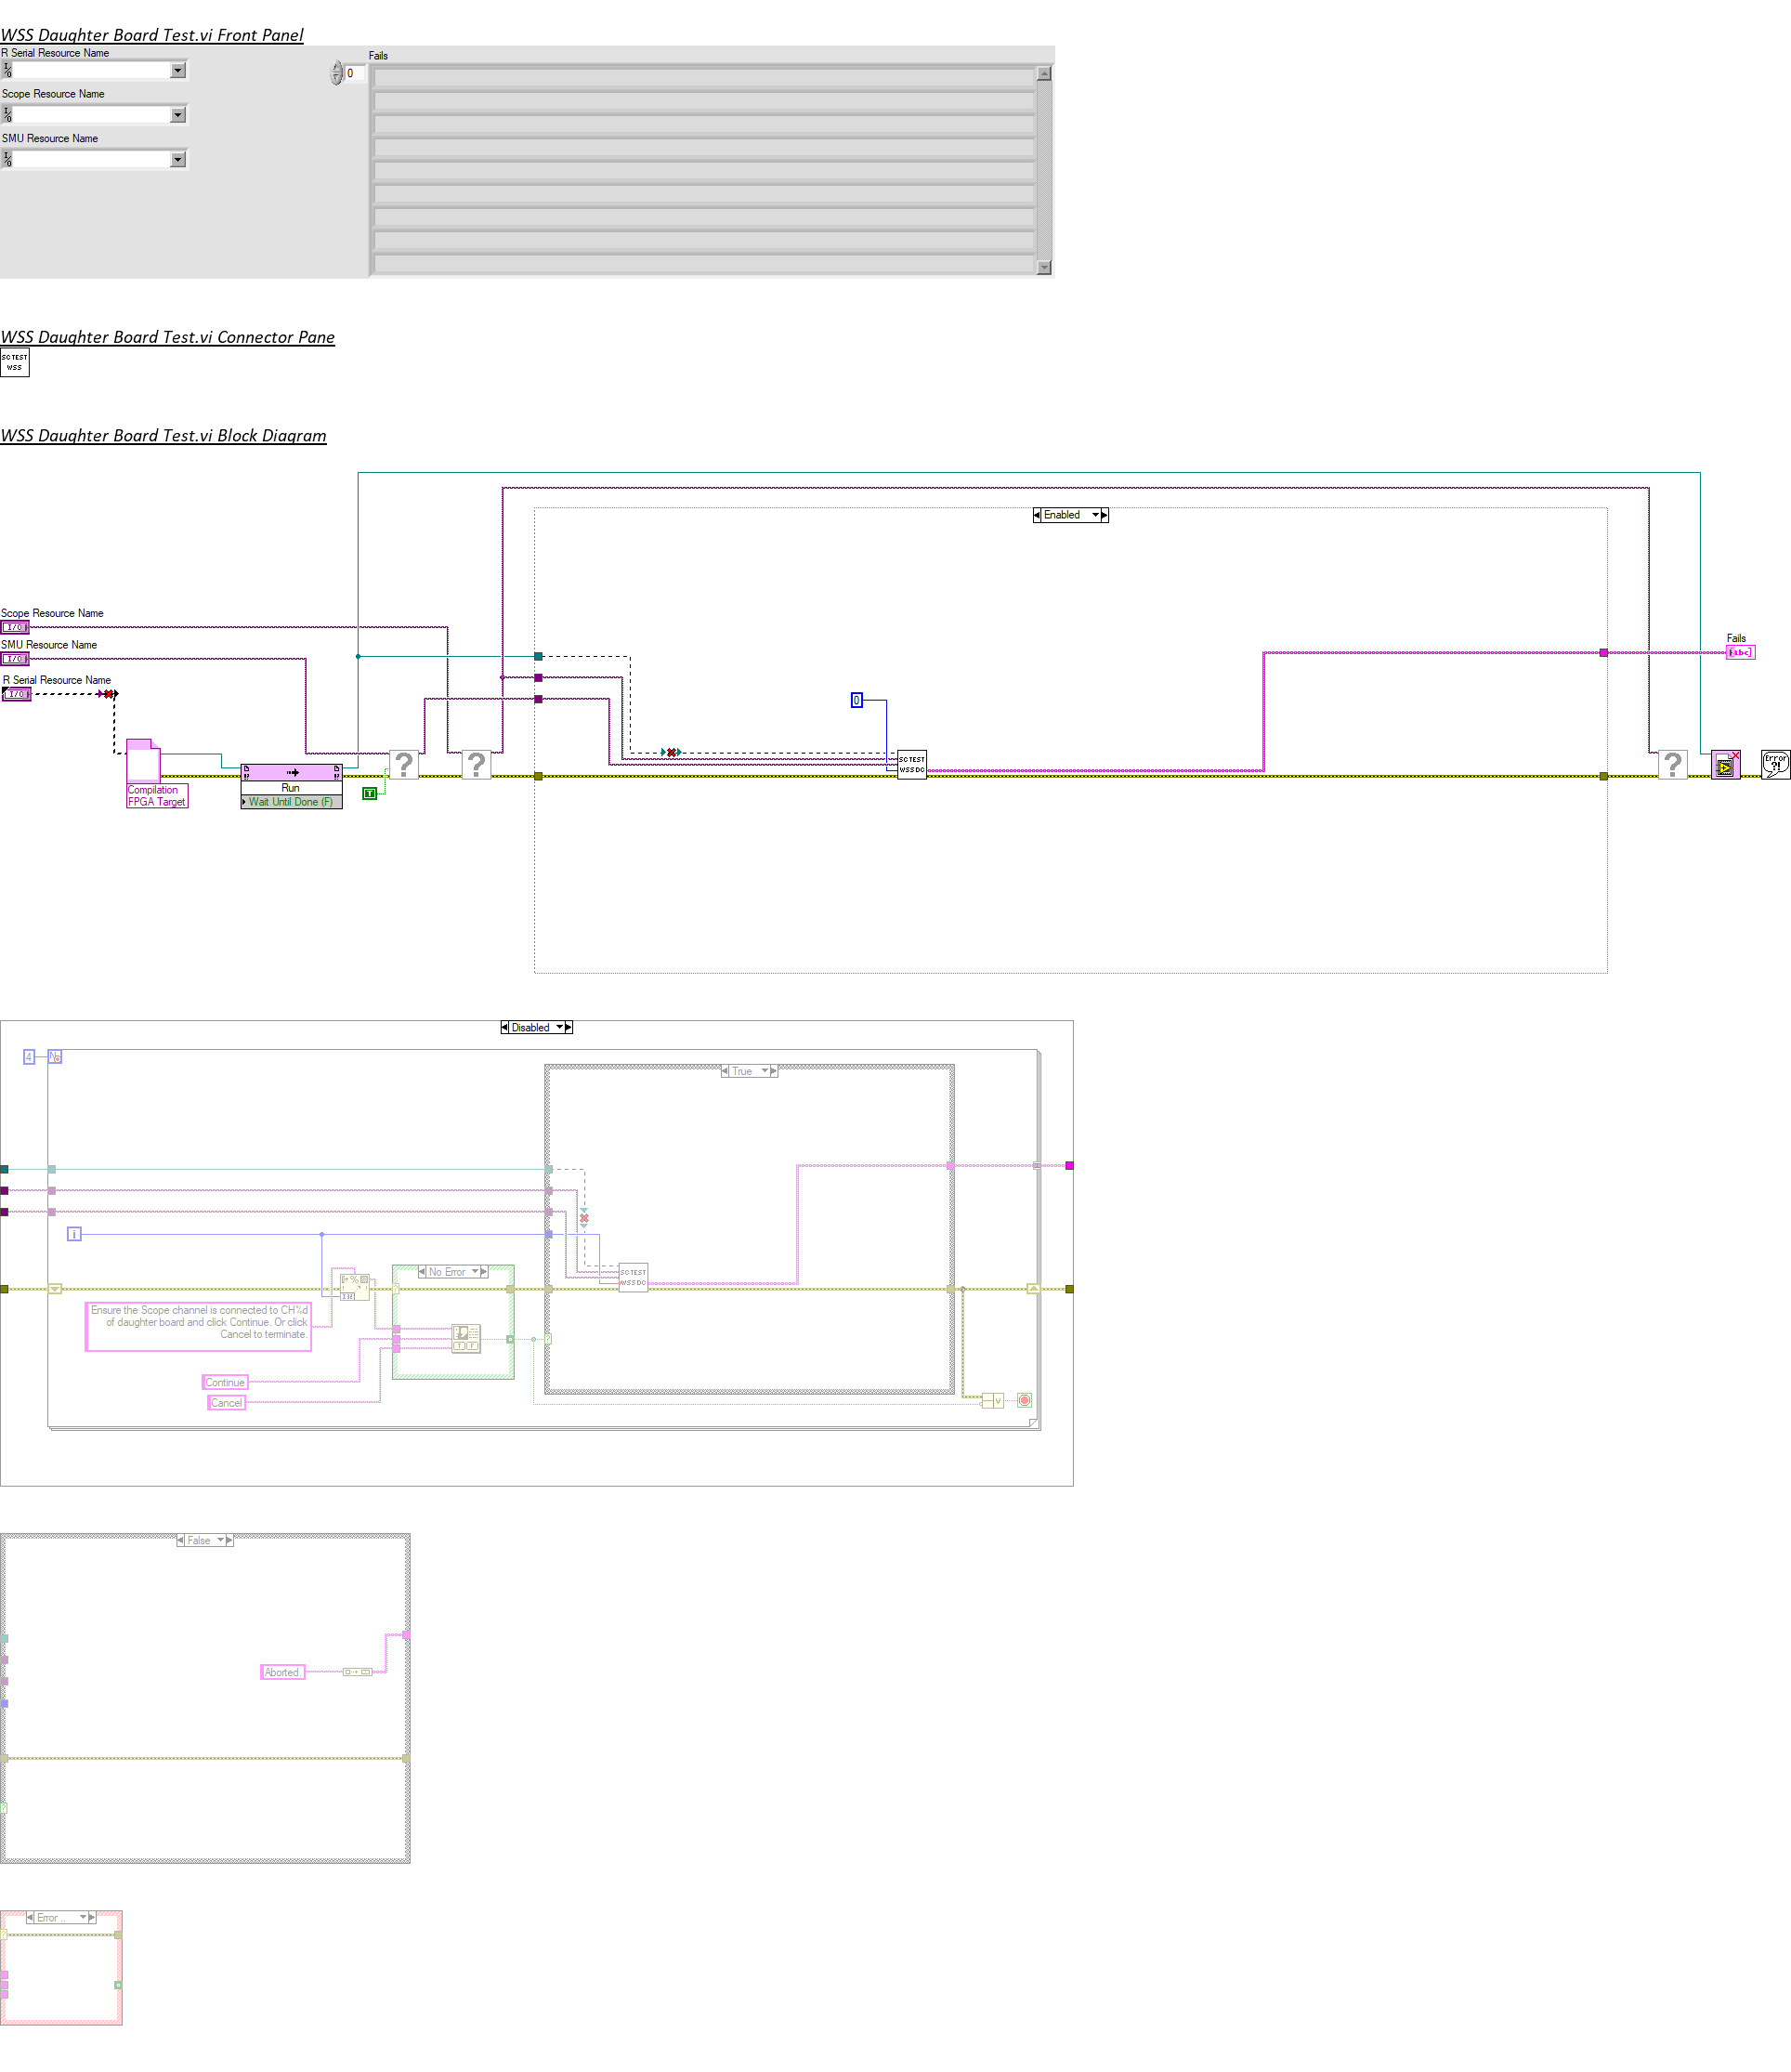 WSS Daughter Board Test.vi Front Panel
R Serial Resource Name
Scope Resource Name
SMU Resource Name
Fails
0
WSS Daughter Board Test.vi Connector Pane
SC TEST
WSS
WSS Daughter Board Test.vi Block Diagram
Enabled
Scope Resource Name
I/O
SMU Resource Name
I/O
R Serial Resource Name
I/O
Fails
[abc]
0
Compilation
FPGA Target
Run
Wait Until Done (F)
T
?
?
SC TEST
WSS DC
?
Error
?!
Disabled
4
N
True
i
No Error
SC TEST
WSS DC
Ensure the Scope channel is connected to CH%d
of daughter board and click Continue. Or click
Cancel to terminate.
Continue
Cancel
T F
V
False
Aborted.
?
Error ..
?